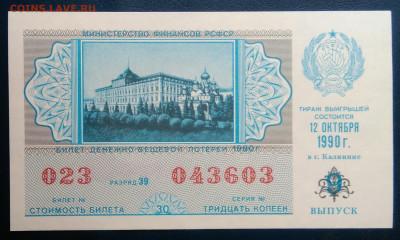 COINS.LAVE.RU
МИНИСТЕРСТВО ФИНАНСОВ РСФСР
ТИРАЖ ВЫИГРЫШЕЙ
СОСТОИТСЯ
12 ОКТЯБРЯ
1990 г.
в г. Калинине
ВЫПУСК
БИЛЕТ ДЕНЕЖНО-ВЕЩЕВОЙ ЛОТЕРЕИ 1990г.
023 РАЗРЯД 39 043603
БИЛЕТ № СЕРИЯ №
СТОИМОСТЬ БИЛЕТА 30 ТРИДЦАТЬ КОПЕЕК